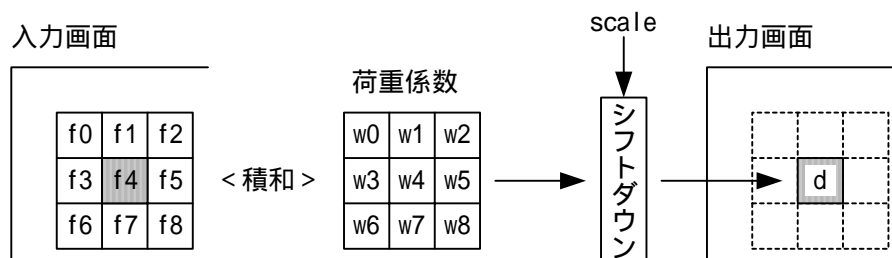 入力画面
scale
出力画面
荷重係数
f0 f1 f2
f3 f4 f5
f6 f7 f8
<積和>
w0 w1 w2
w3 w4 w5
w6 w7 w8
シフトダウン
d